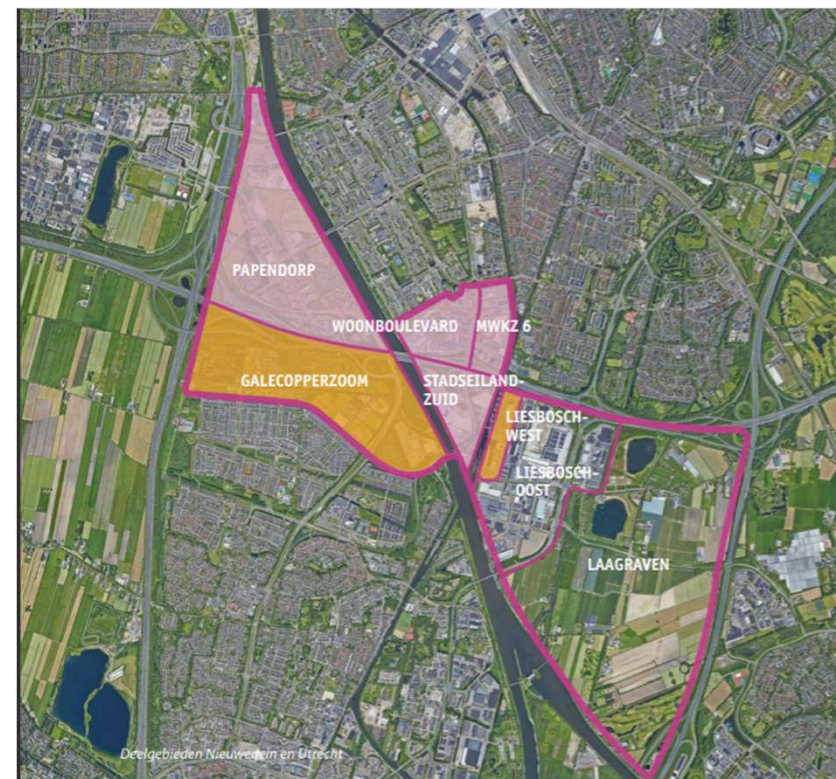 PAPENDORP
WOONBOULEVARD
MWKZ 6
GALECOPPERZOOM
STADSEILAND-
ZUID
LIESBOSCH-
WEST
LIESBOSCH-
OOST
LAAGRAVEN
Deelgebieden Nieuwegein en Utrecht